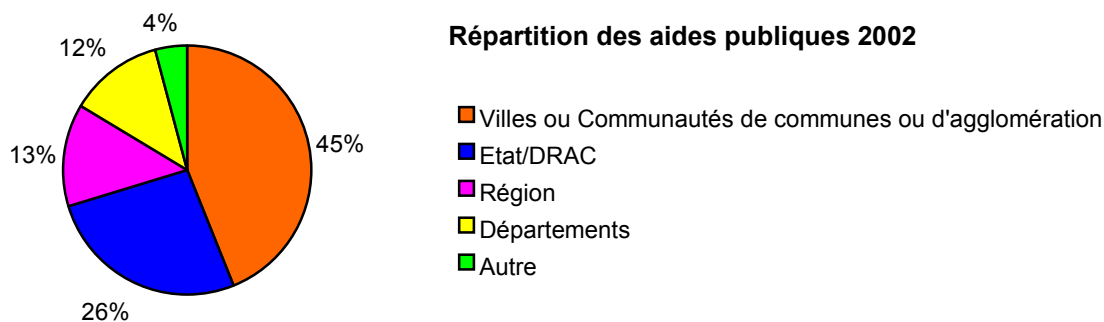 4%
12%
Répartition des aides publiques 2002
Villes ou Communautés de communes ou d'agglomération
45%
Etat/DRAC
13%
Région
Départements
Autre
26%